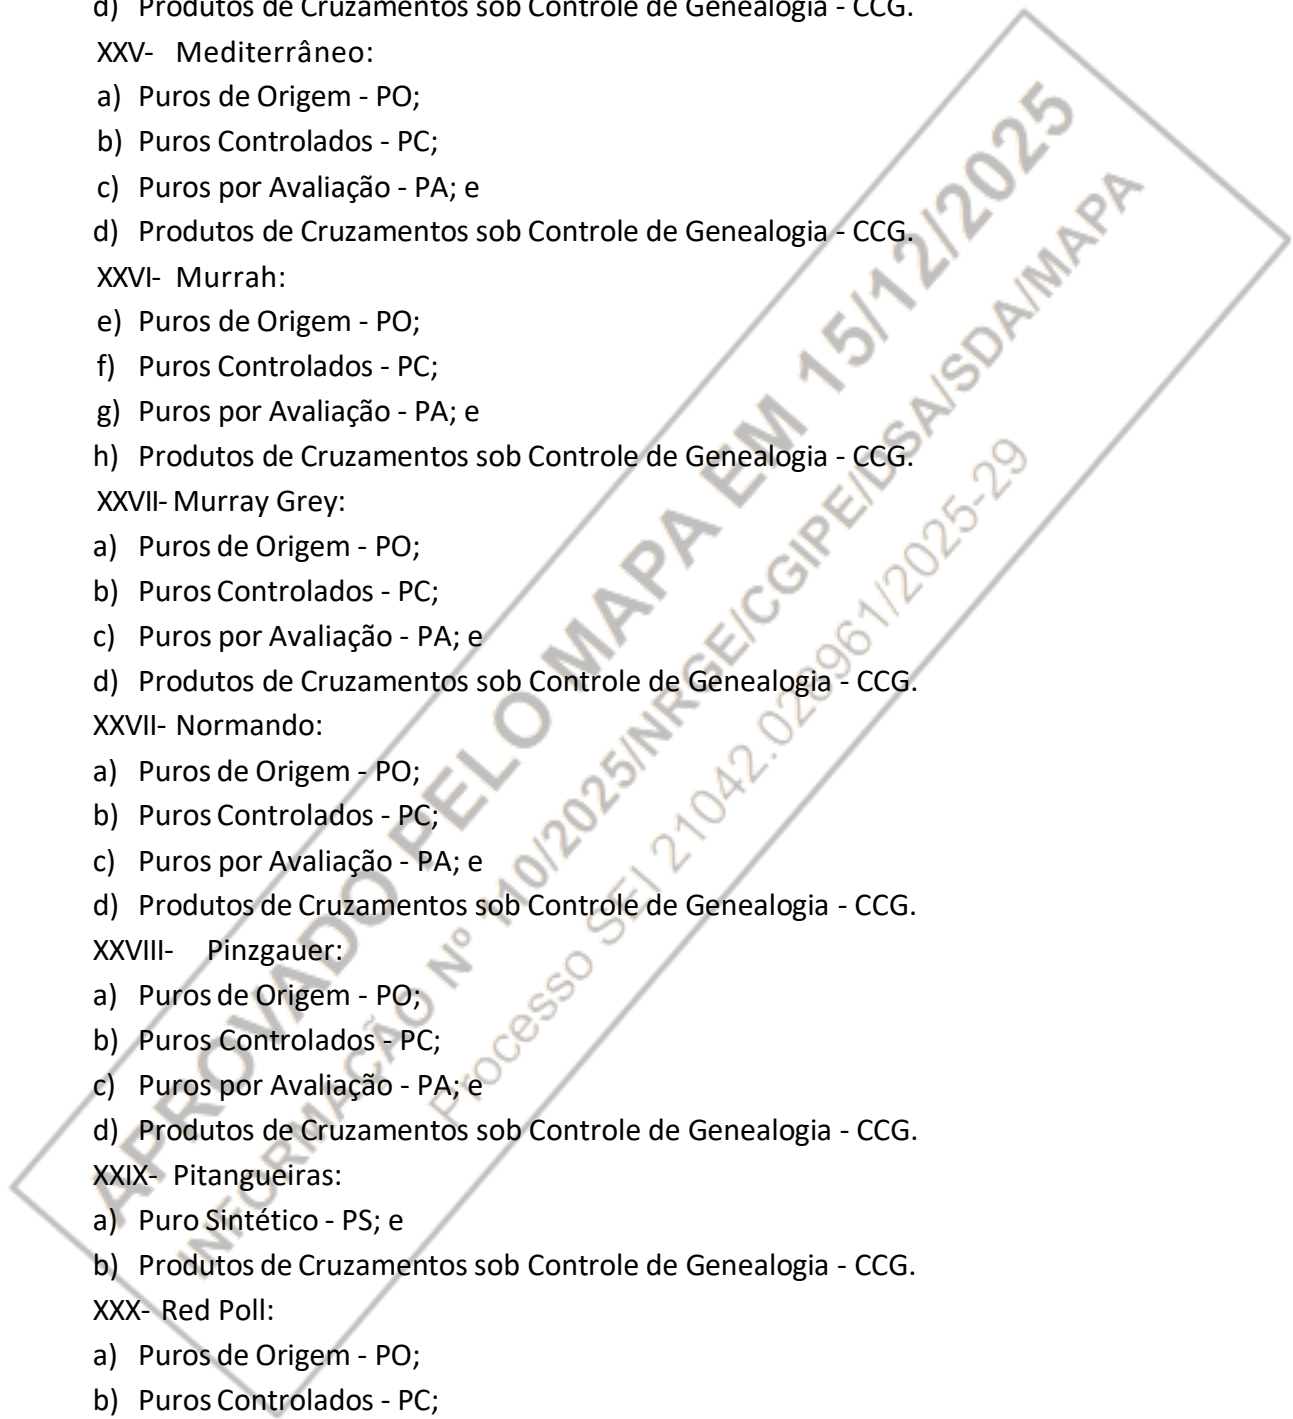 d) Produtos de Cruzamentos sob Controle de Genealogia - CCG.
XXV- Mediterrâneo:
a) Puros de Origem - PO;
b) Puros Controlados - PC;
c) Puros por Avaliação - PA; e
d) Produtos de Cruzamentos sob Controle de Genealogia - CCG.
XXVI- Murrah:
e) Puros de Origem - PO;
f) Puros Controlados - PC;
g) Puros por Avaliação - PA; e
h) Produtos de Cruzamentos sob Controle de Genealogia - CCG.
XXVII- Murray Grey:
a) Puros de Origem - PO;
b) Puros Controlados - PC;
c) Puros por Avaliação - PA; e
d) Produtos de Cruzamentos sob Controle de Genealogia - CCG.
XXVII- Normando:
a) Puros de Origem - PO;
b) Puros Controlados - PC;
c) Puros por Avaliação - PA; e
d) Produtos de Cruzamentos sob Controle de Genealogia - CCG.
XXVIII- Pinzgauer:
a) Puros de Origem - PO;
b) Puros Controlados - PC;
c) Puros por Avaliação - PA; e
d) Produtos de Cruzamentos sob Controle de Genealogia - CCG.
XXIX- Pitangueiras:
a) Puro Sintético - PS; e
b) Produtos de Cruzamentos sob Controle de Genealogia - CCG.
XXX- Red Poll:
a) Puros de Origem - PO;
b) Puros Controlados - PC;
APROVADO PELO MAPA EM 15/12/2025
INFORMAÇÃO Nº 110/2025/NRGE/CGIPE/DSA/SDA/MAPA
Processo SEI 21042.028961/2025-29